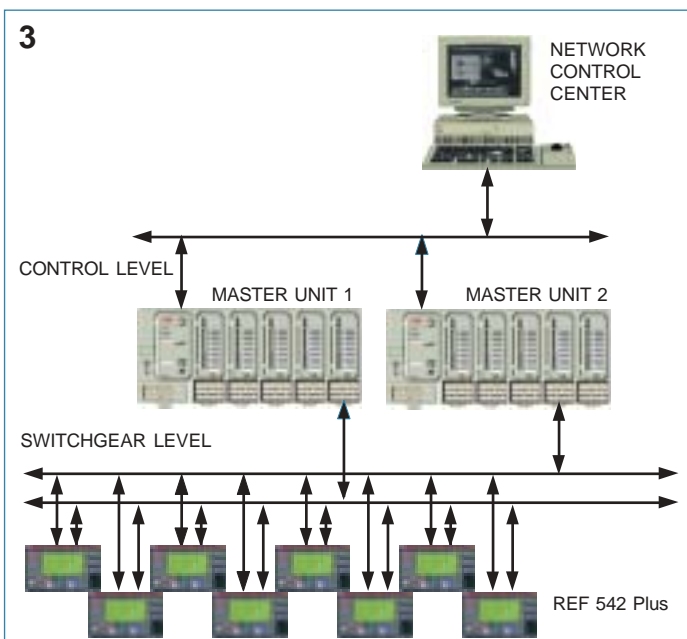 3
NETWORK
CONTROL
CENTER
CONTROL LEVEL
MASTER UNIT 1
MASTER UNIT 2
SWITCHGEAR LEVEL
REF 542 Plus